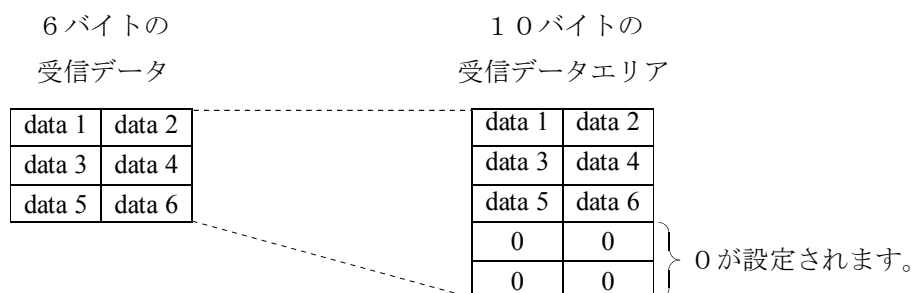 ６バイトの
受信データ
data 1 data 2
data 3 data 4
data 5 data 6
１０バイトの
受信データエリア
data 1 data 2
data 3 data 4
data 5 data 6
0 0
0 0
０が設定されます。